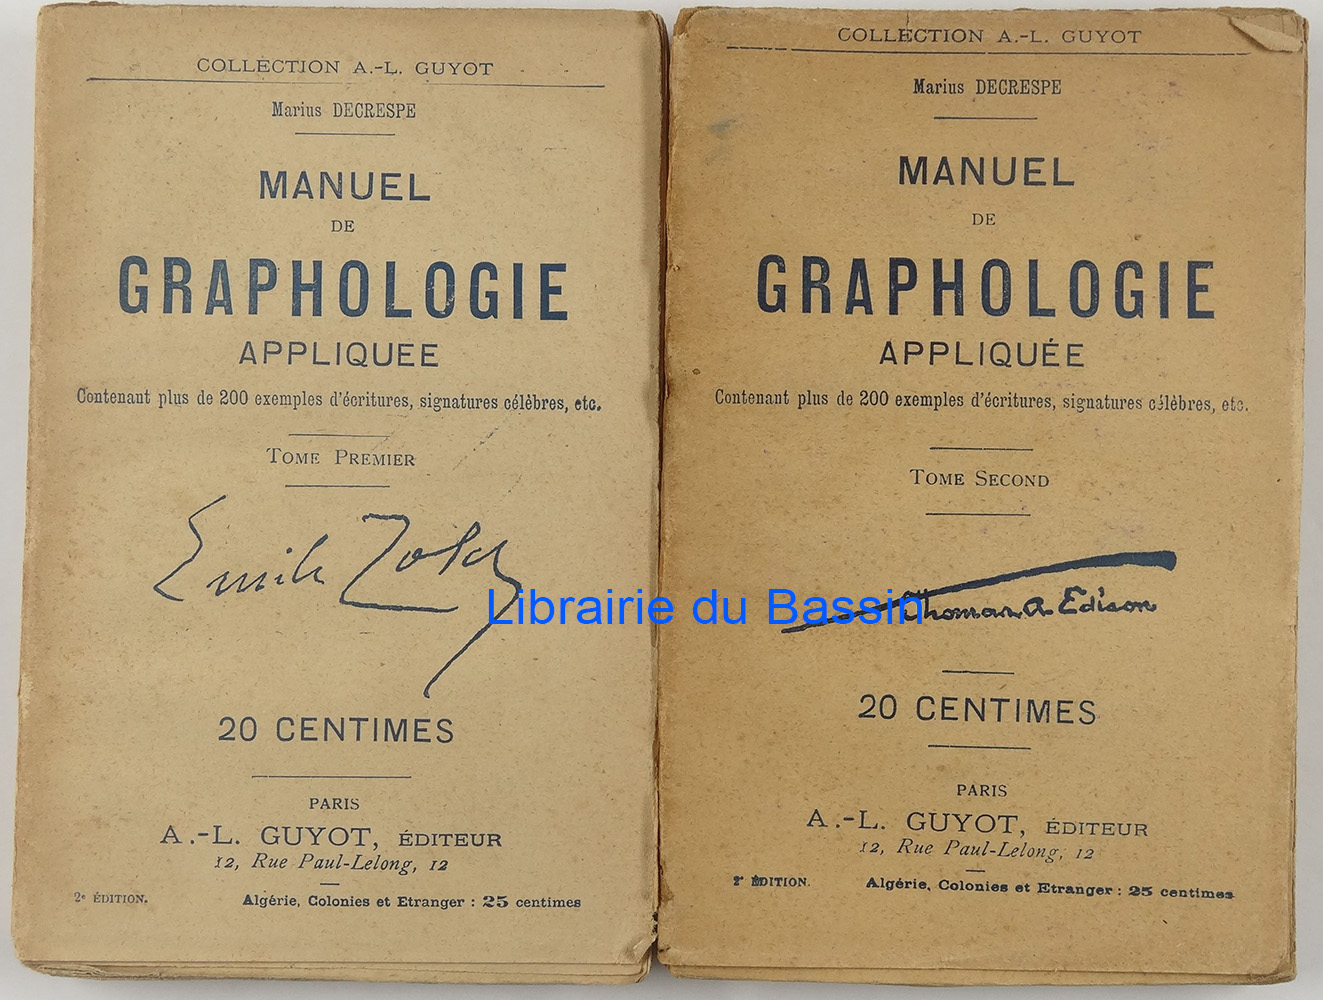 COLLECTION A.-L. GUYOT
Marius DECRESPE
MANUEL
DE
GRAPHOLOGIE
APPLIQUEE
Contenant plus de 200 exemples d'écritures, signatures célèbres, etc.
TOME PREMIER
Emile Zola
20 CENTIMES
PARIS
A.-L. GUYOT, ÉDITEUR
12, Rue Paul-Lelong, 12
2e ÉDITION.
Algérie, Colonies et Etranger : 25 centimes
COLLECTION A.-L. GUYOT
Marius DECRESPE
MANUEL
DE
GRAPHOLOGIE
APPLIQUÉE
Contenant plus de 200 exemples d'écritures, signatures célèbres, etc.
TOME SECOND
Thomas A Edison
20 CENTIMES
PARIS
A.-L. GUYOT, ÉDITEUR
12, Rue Paul-Lelong, 12
2e ÉDITION.
Algérie, Colonies et Etranger : 25 centimes
Librairie du Bassin